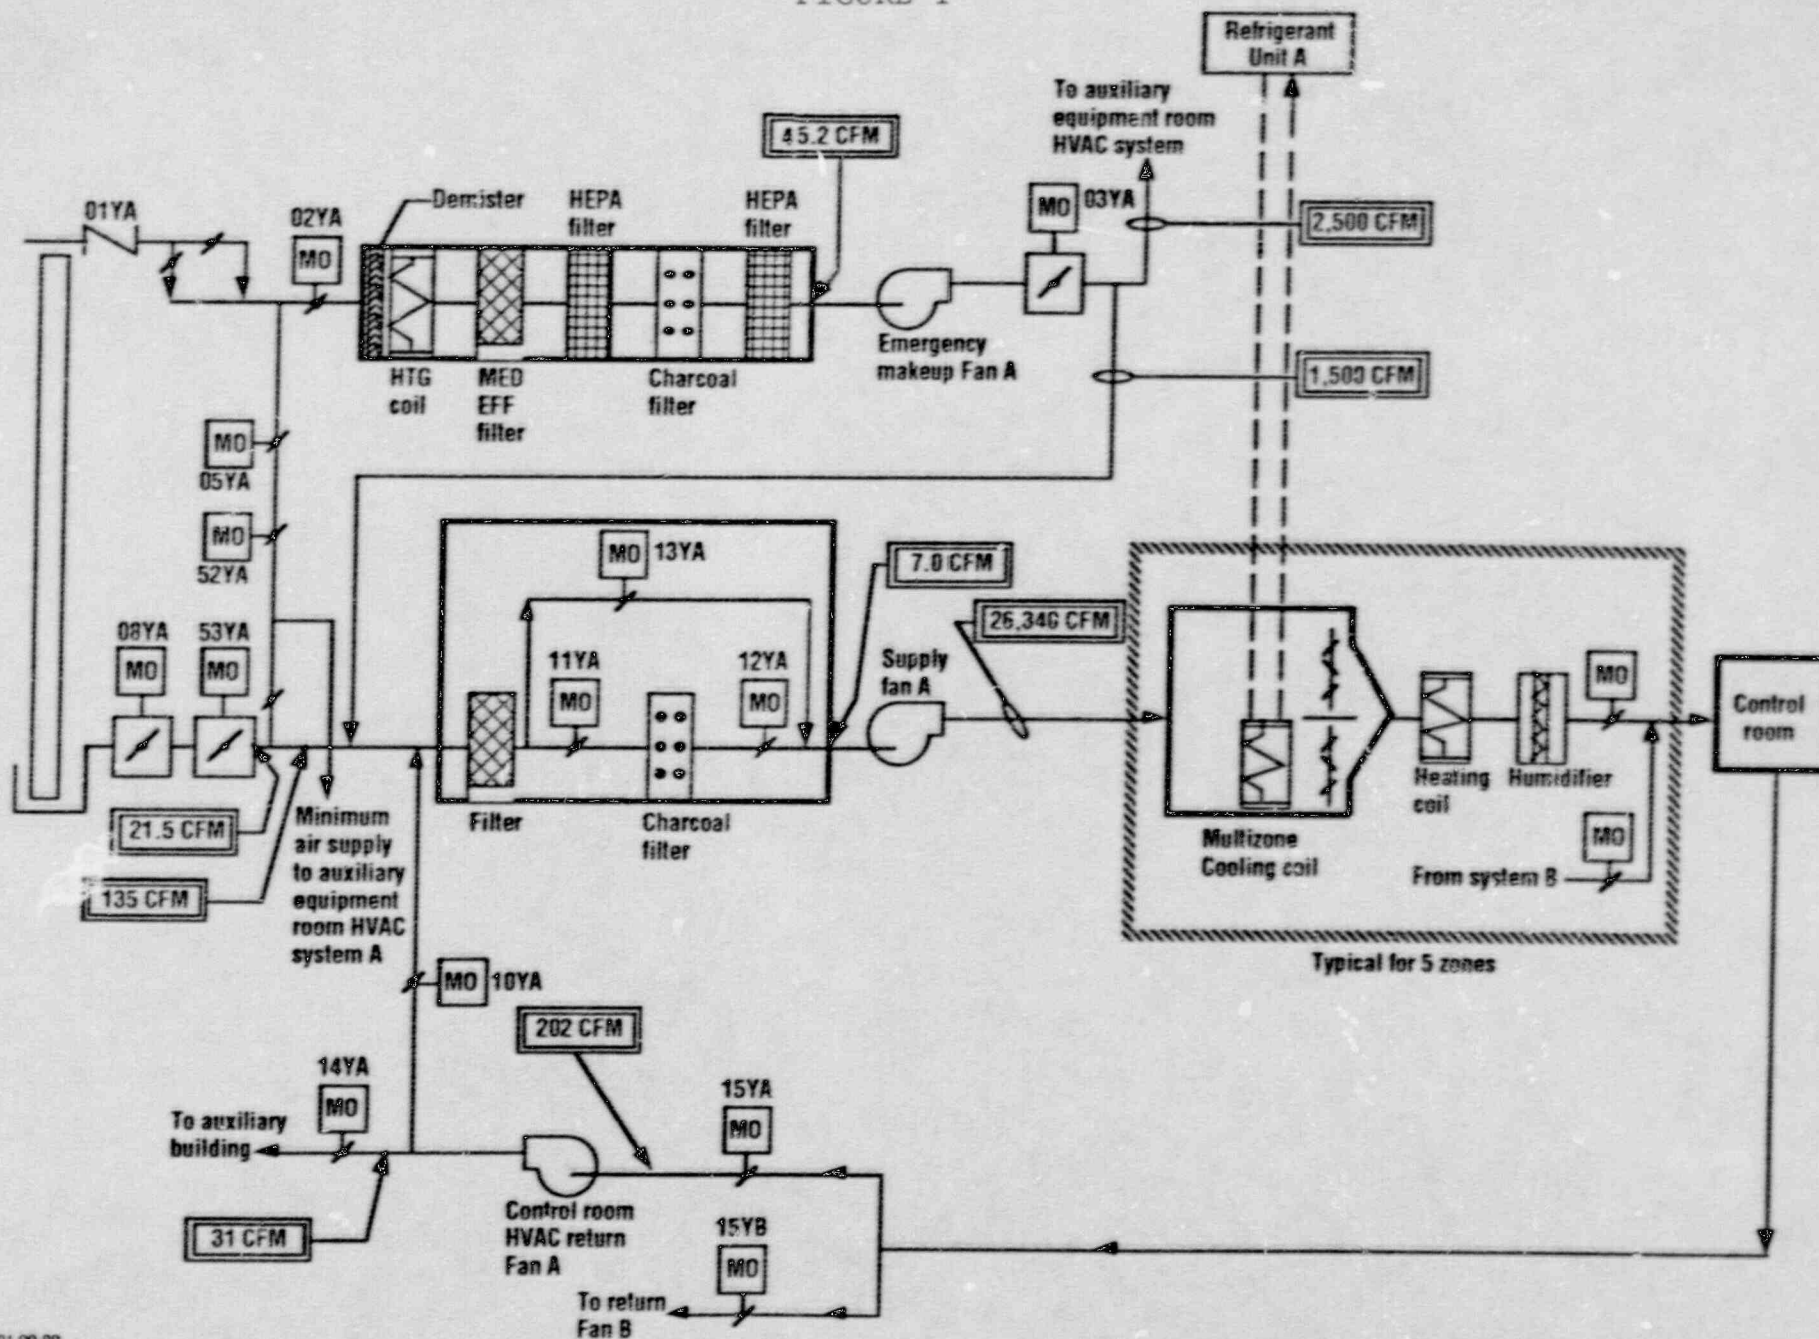 Refrigerant
Unit A
To auxiliary
equipment room
HVAC system
45.2 CFM
01YA
02YA
MO
Demister
HEPA
filter
HEPA
filter
MO
03YA
2,500 CFM
HTG
coil
MED
EFF
filter
Charcoal
filter
Emergency
makeup Fan A
1,500 CFM
MO
05YA
MO
52YA
MO
13YA
7.0 CFM
26,340 CFM
08YA
MO
53YA
MO
11YA
MO
12YA
MO
Supply
fan A
MO
Control
room
Filter
Charcoal
filter
21.5 CFM
135 CFM
Minimum
air supply
to auxiliary
equipment
room HVAC
system A
Multizone
Cooling coil
Heating
coil
Humidifier
MO
From system B
Typical for 5 zones
MO
10YA
202 CFM
14YA
MO
To auxiliary
building
15YA
MO
31 CFM
Control room
HVAC return
Fan A
15YB
MO
To return
Fan B